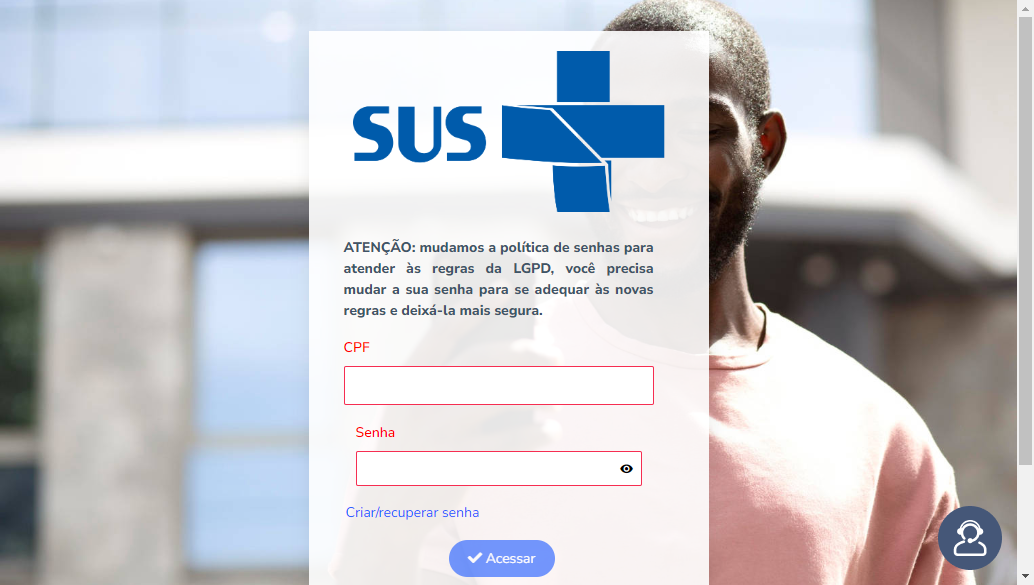 SUS
ATENÇÃO: mudamos a política de senhas para
atender às regras da LGPD, você precisa
mudar a sua senha para se adequar às novas
regras e deixá-la mais segura.
CPF
Senha
Criar/recuperar senha
Acessar